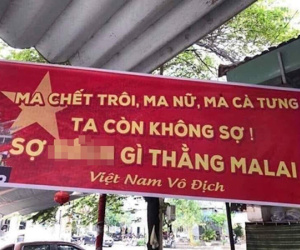 MA CHẾT TRÔI, MA NỮ, MA CÀ TƯNG
TA CÒN KHÔNG SỢ !
SỢ GÌ THẰNG MALAI
Việt Nam Vô Địch